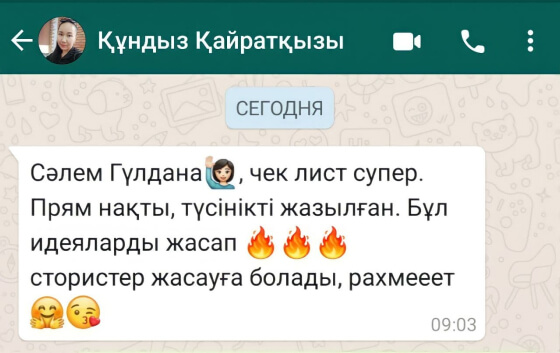 Құндыз Қайратқызы
СЕГОДНЯ
Сәлем Гүлдана🙋🏻‍♀️, чек лист супер.
Прям нақты, түсінікті жазылған. Бұл
идеяларды жасап 🔥🔥🔥
стористер жасауға болады, рахмееет
🤗😘
09:03